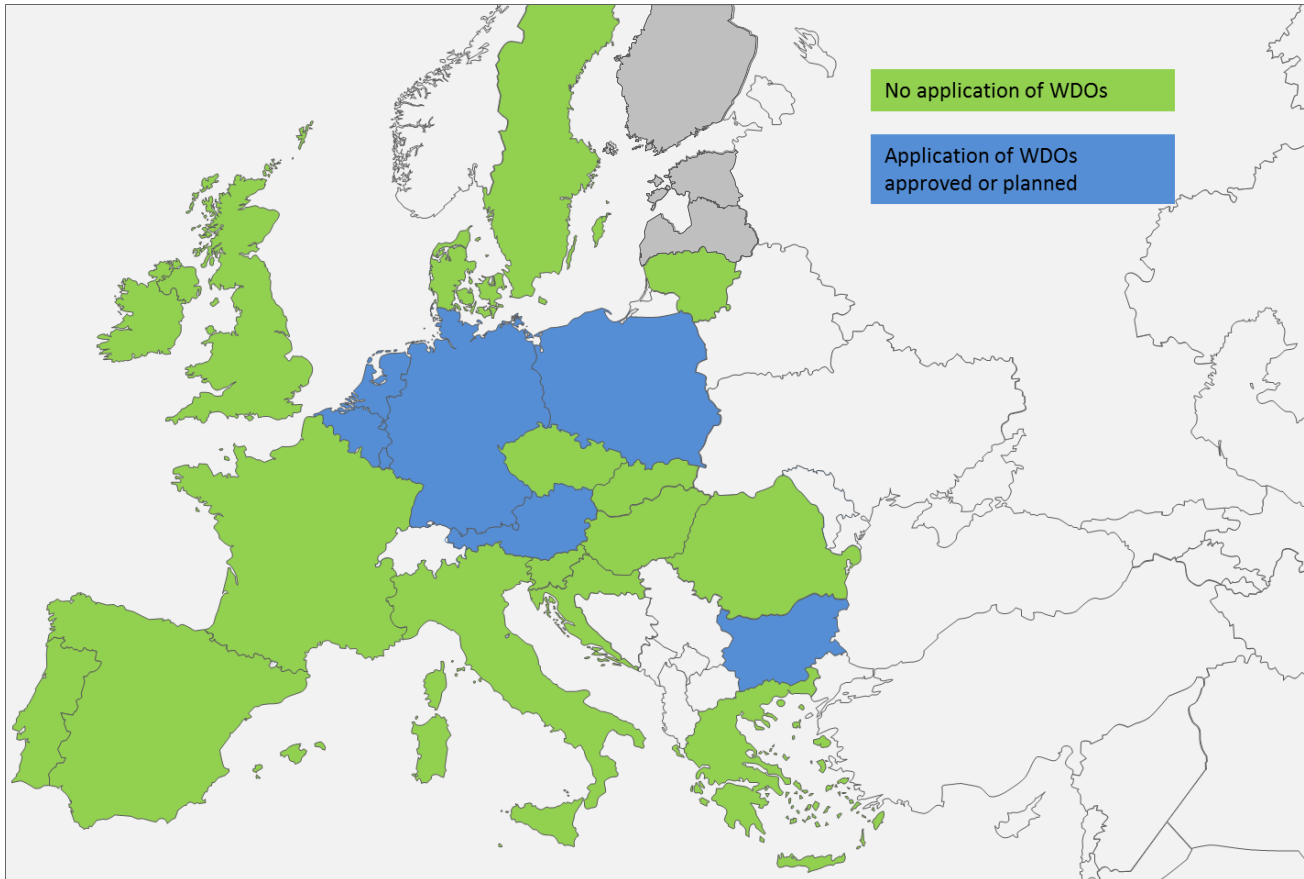 No application of WDOs
Application of WDOs
approved or planned